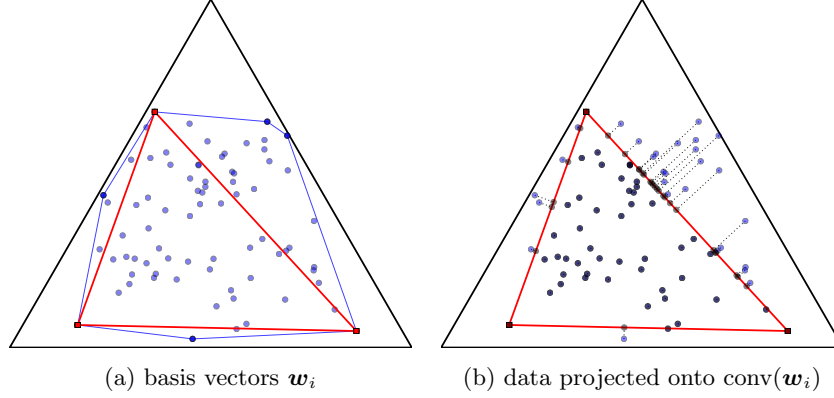 (a) basis vectors 𝒘ᵢ
(b) data projected onto conv(𝒘ᵢ)